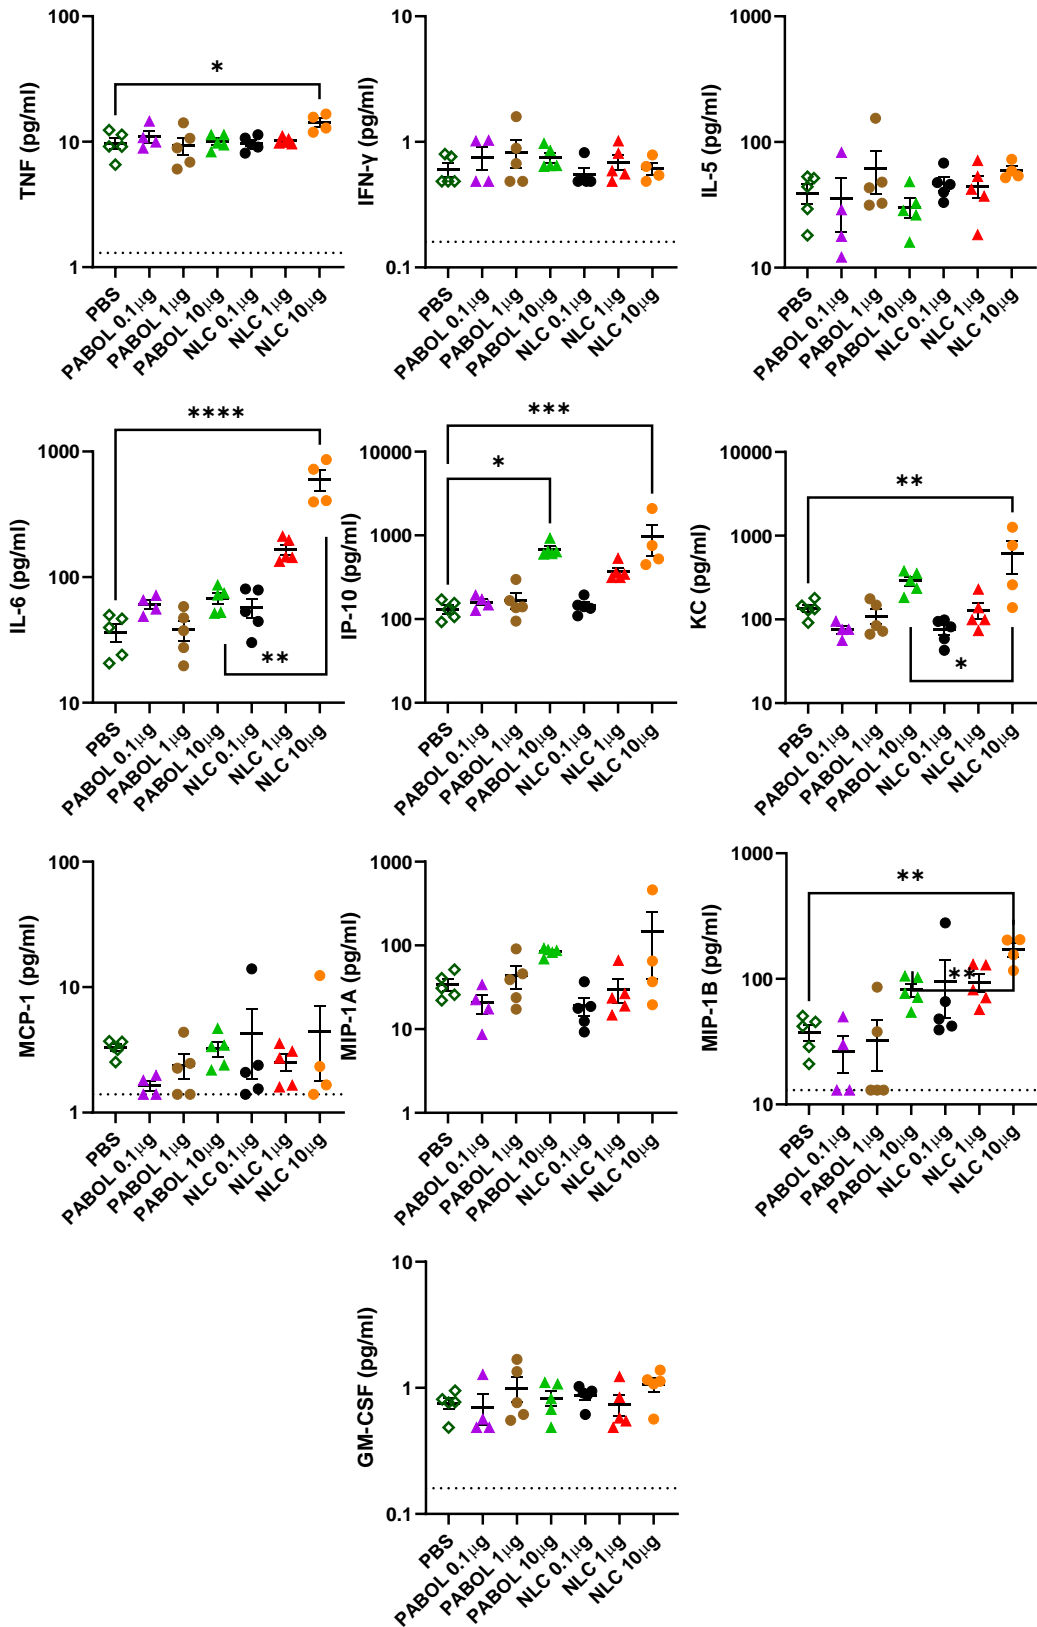 TNF (pg/ml)
100
10
1
*
PBS
PABOL 0.1µg
PABOL 1µg
PABOL 10µg
NLC 0.1µg
NLC 1µg
NLC 10µg
IFN-γ (pg/ml)
10
1
0.1
PBS
PABOL 0.1µg
PABOL 1µg
PABOL 10µg
NLC 0.1µg
NLC 1µg
NLC 10µg
IL-5 (pg/ml)
1000
100
10
PBS
PABOL 0.1µg
PABOL 1µg
PABOL 10µg
NLC 0.1µg
NLC 1µg
NLC 10µg
IL-6 (pg/ml)
1000
100
10
****
**
PBS
PABOL 0.1µg
PABOL 1µg
PABOL 10µg
NLC 0.1µg
NLC 1µg
NLC 10µg
IP-10 (pg/ml)
10000
1000
100
10
***
*
PBS
PABOL 0.1µg
PABOL 1µg
PABOL 10µg
NLC 0.1µg
NLC 1µg
NLC 10µg
KC (pg/ml)
10000
1000
100
10
**
*
PBS
PABOL 0.1µg
PABOL 1µg
PABOL 10µg
NLC 0.1µg
NLC 1µg
NLC 10µg
MCP-1 (pg/ml)
100
10
1
PBS
PABOL 0.1µg
PABOL 1µg
PABOL 10µg
NLC 0.1µg
NLC 1µg
NLC 10µg
MIP-1A (pg/ml)
1000
100
10
1
PBS
PABOL 0.1µg
PABOL 1µg
PABOL 10µg
NLC 0.1µg
NLC 1µg
NLC 10µg
MIP-1B (pg/ml)
1000
100
10
**
**
PBS
PABOL 0.1µg
PABOL 1µg
PABOL 10µg
NLC 0.1µg
NLC 1µg
NLC 10µg
GM-CSF (pg/ml)
10
1
0.1
PBS
PABOL 0.1µg
PABOL 1µg
PABOL 10µg
NLC 0.1µg
NLC 1µg
NLC 10µg